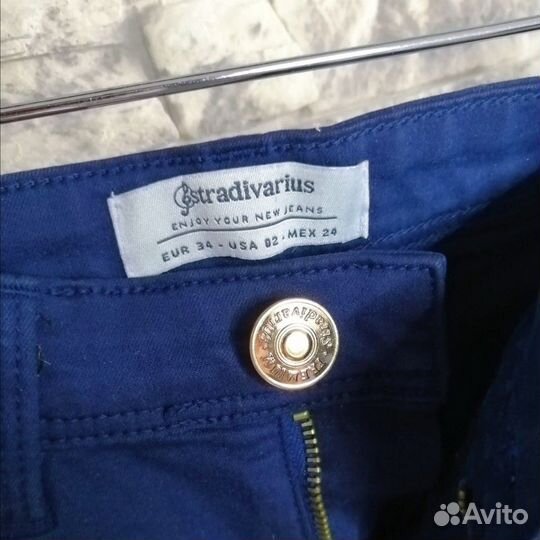 Stradivarius
ENJOY YOUR NEW JEANS
EUR 34 - USA 02 - MEX 24
Stradivarius
Avito